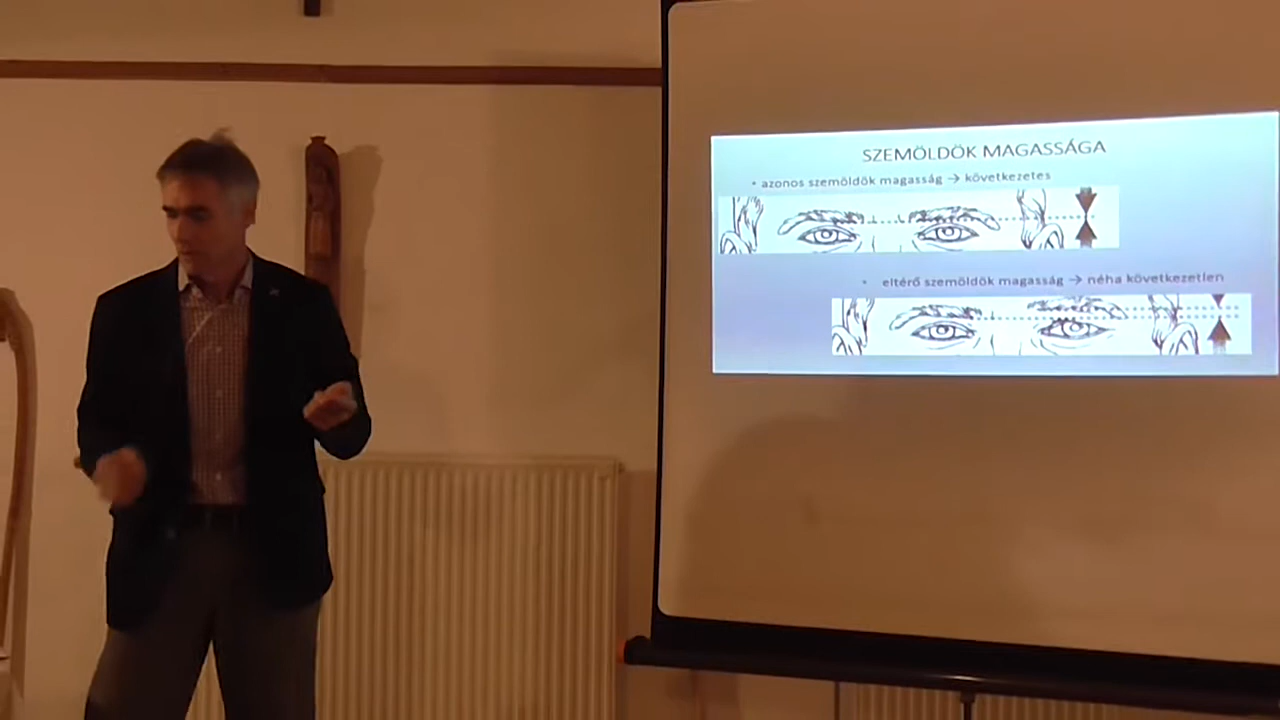 SZEMÖLDÖK MAGASSÁGA
• azonos szemöldök magasság → következetes
• eltérő szemöldök magasság → néha következetlen